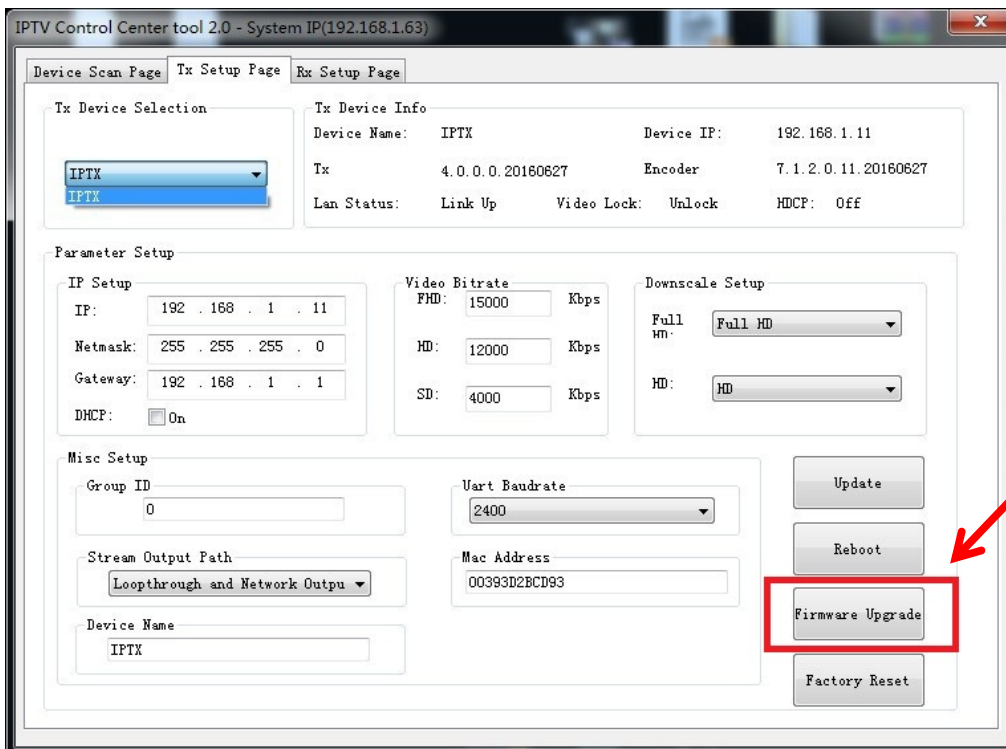 IPTV Control Center tool 2.0 - System IP(192.168.1.63)
Device Scan Page Tx Setup Page Rx Setup Page
Tx Device Selection
IPTX
IPTX
Tx Device Info
Device Name: IPTX Device IP: 192.168.1.11
Tx 4.0.0.0.20160627 Encoder 7.1.2.0.11.20160627
Lan Status: Link Up Video Lock: Unlock HDCP: Off
Parameter Setup
IP Setup
IP: 192 . 168 . 1 . 11
Netmask: 255 . 255 . 255 . 0
Gateway: 192 . 168 . 1 . 1
DHCP: On
Video Bitrate
FHD: 15000 Kbps
HD: 12000 Kbps
SD: 4000 Kbps
Downscale Setup
Full
HD: Full HD
HD: HD
Misc Setup
Group ID
0
Uart Baudrate
2400
Stream Output Path
Loopthrough and Network Outpu
Mac Address
00393D2BCD93
Device Name
IPTX
Update
Reboot
Firmware Upgrade
Factory Reset